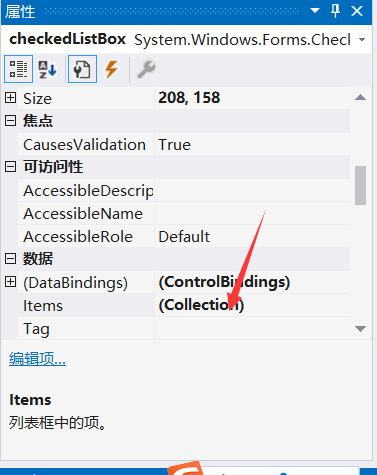 属性
checkedListBox System.Windows.Forms.Check
Size 208, 158
焦点
CausesValidation True
可访问性
AccessibleDescrip
AccessibleName
AccessibleRole Default
数据
(DataBindings) (ControlBindings)
Items (Collection)
Tag
编辑项...
Items
列表框中的项。